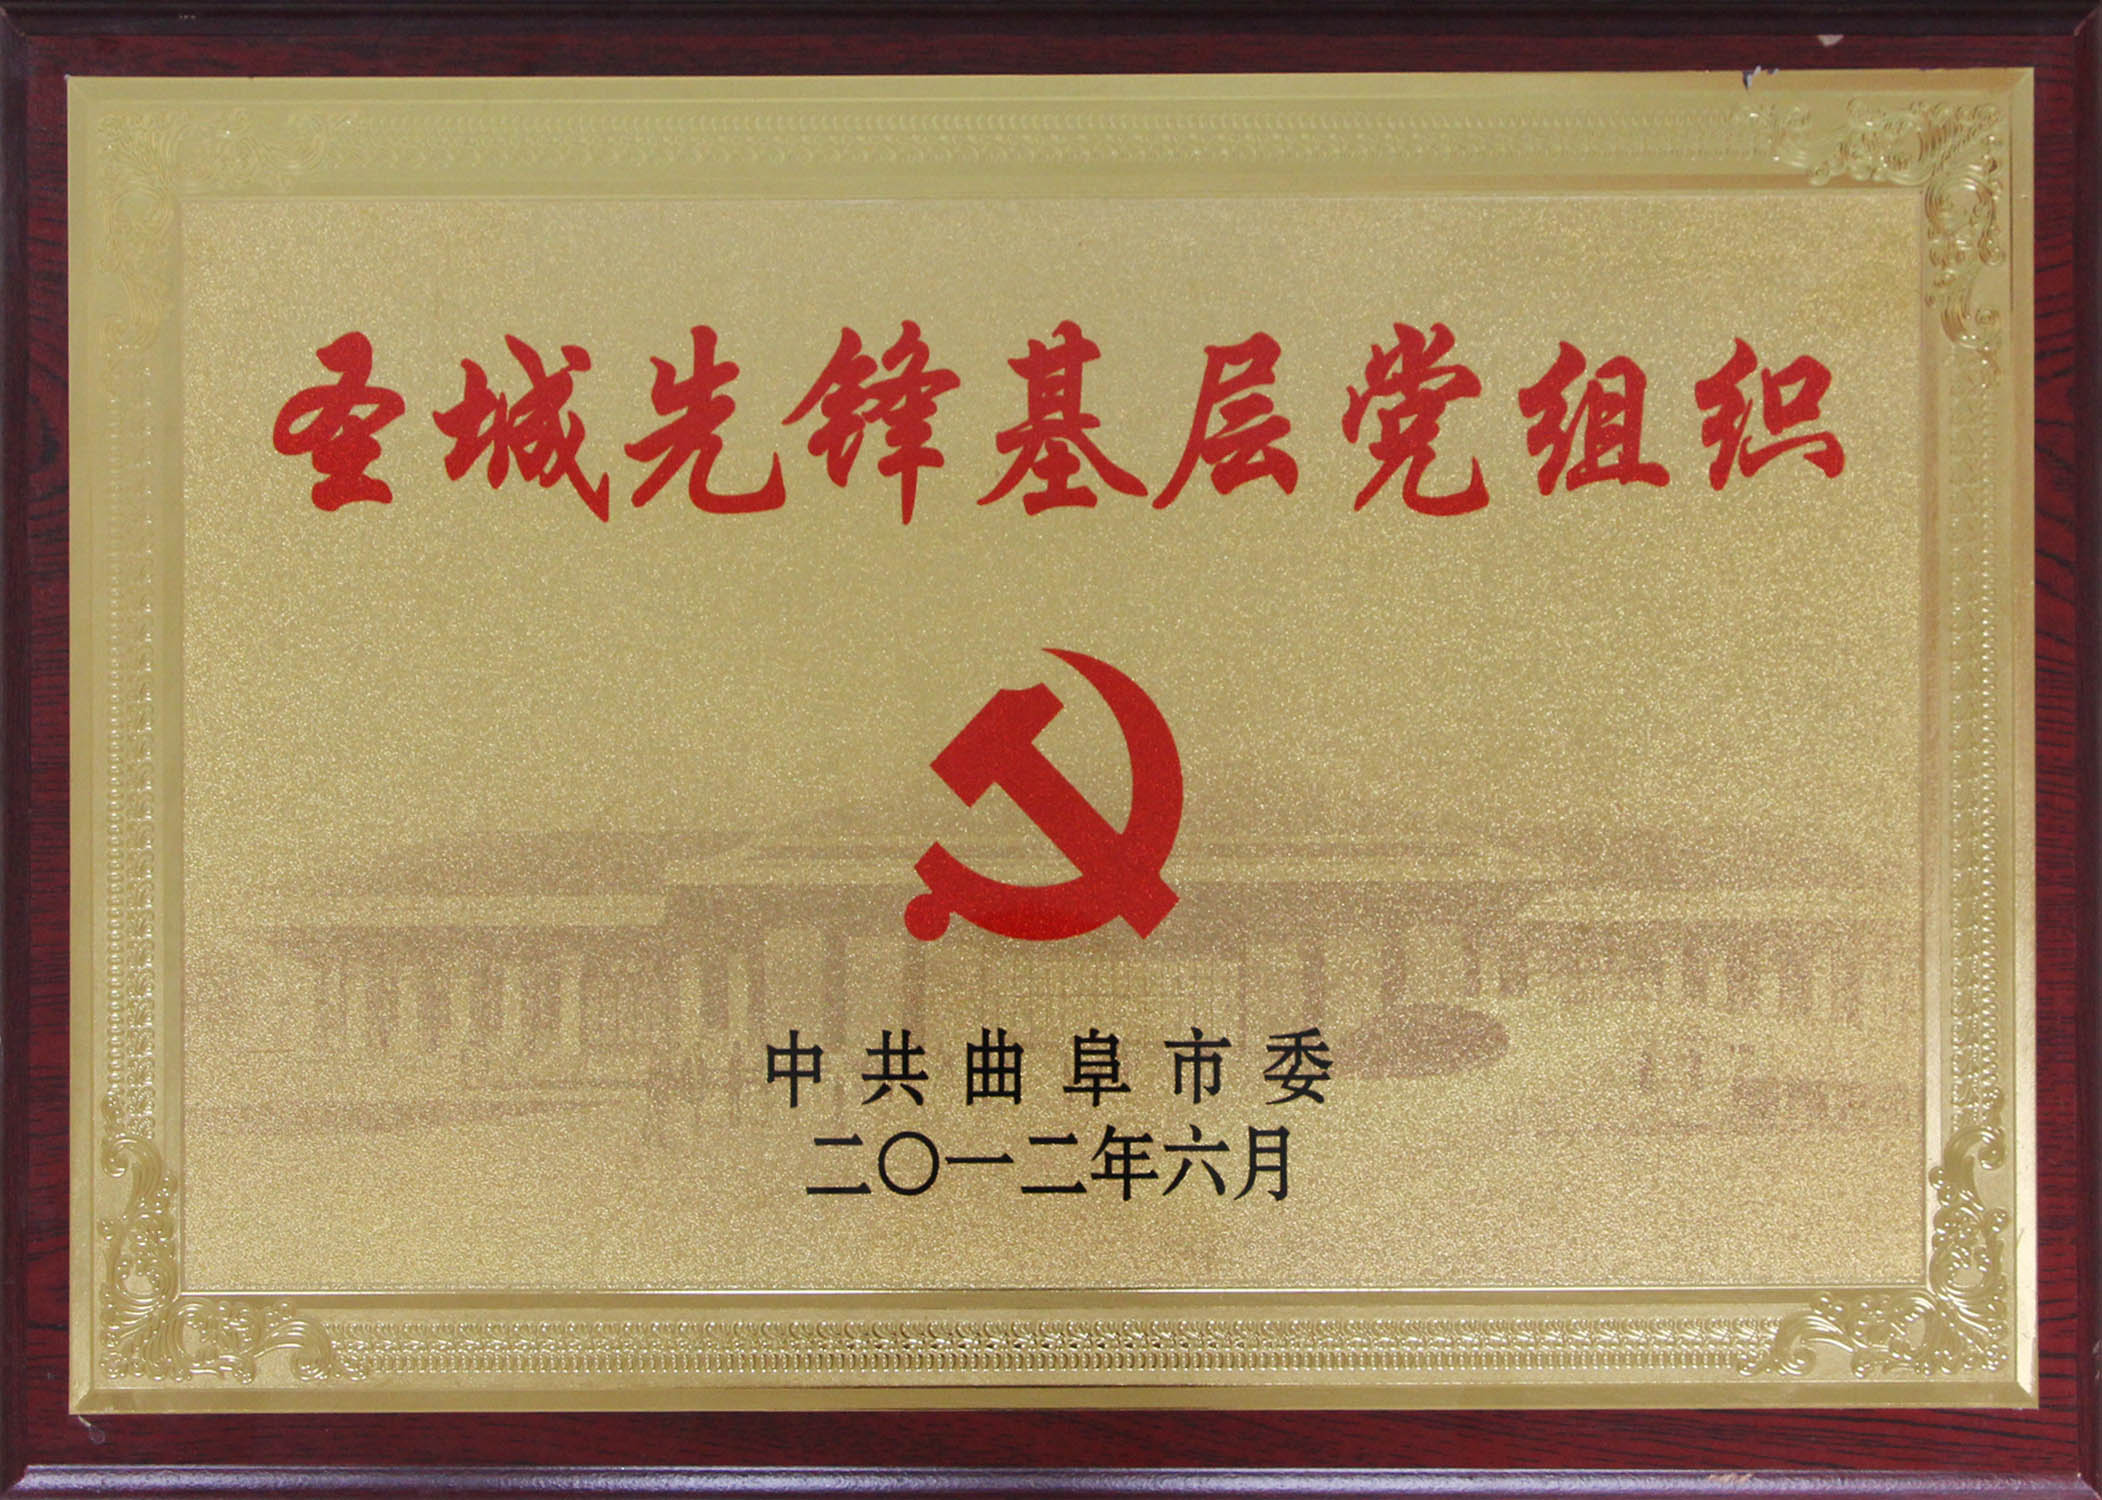 圣城先锋基层党组织
中共曲阜市委
二〇一二年六月